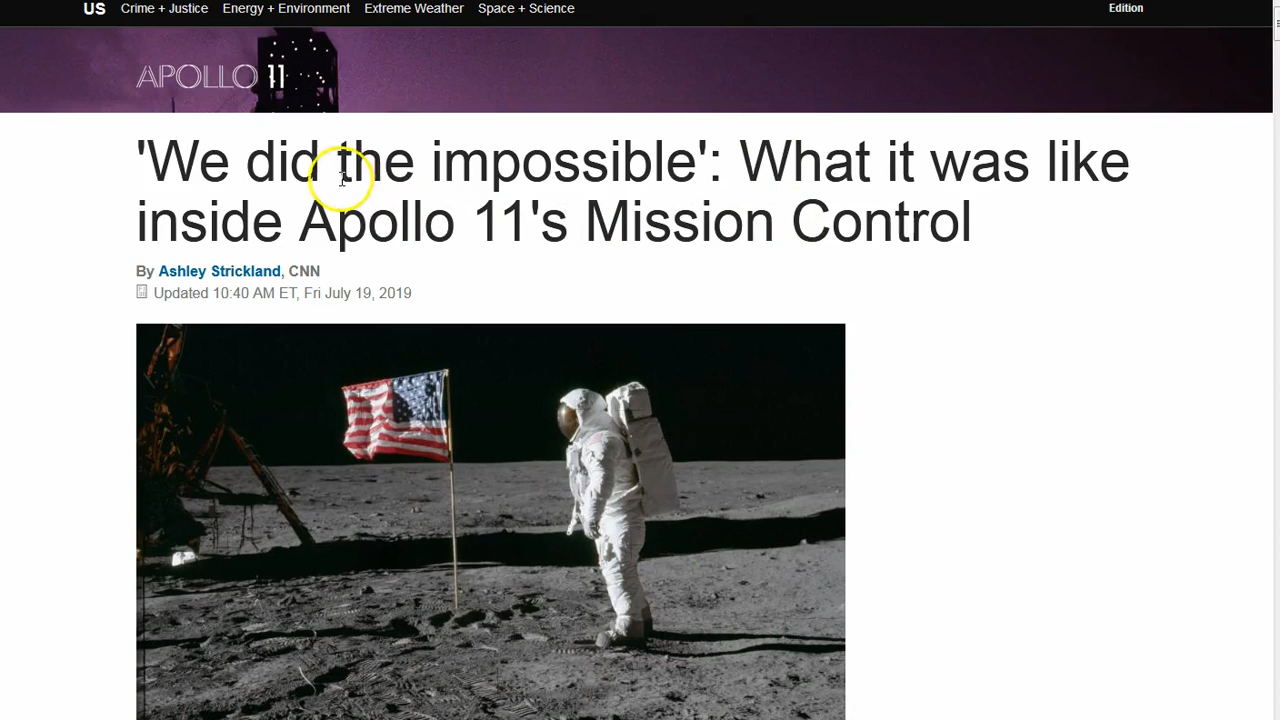 US Crime + Justice Energy + Environment Extreme Weather Space + Science Edition
APOLLO 11
'We did the impossible': What it was like
inside Apollo 11's Mission Control
By Ashley Strickland, CNN
Updated 10:40 AM ET, Fri July 19, 2019